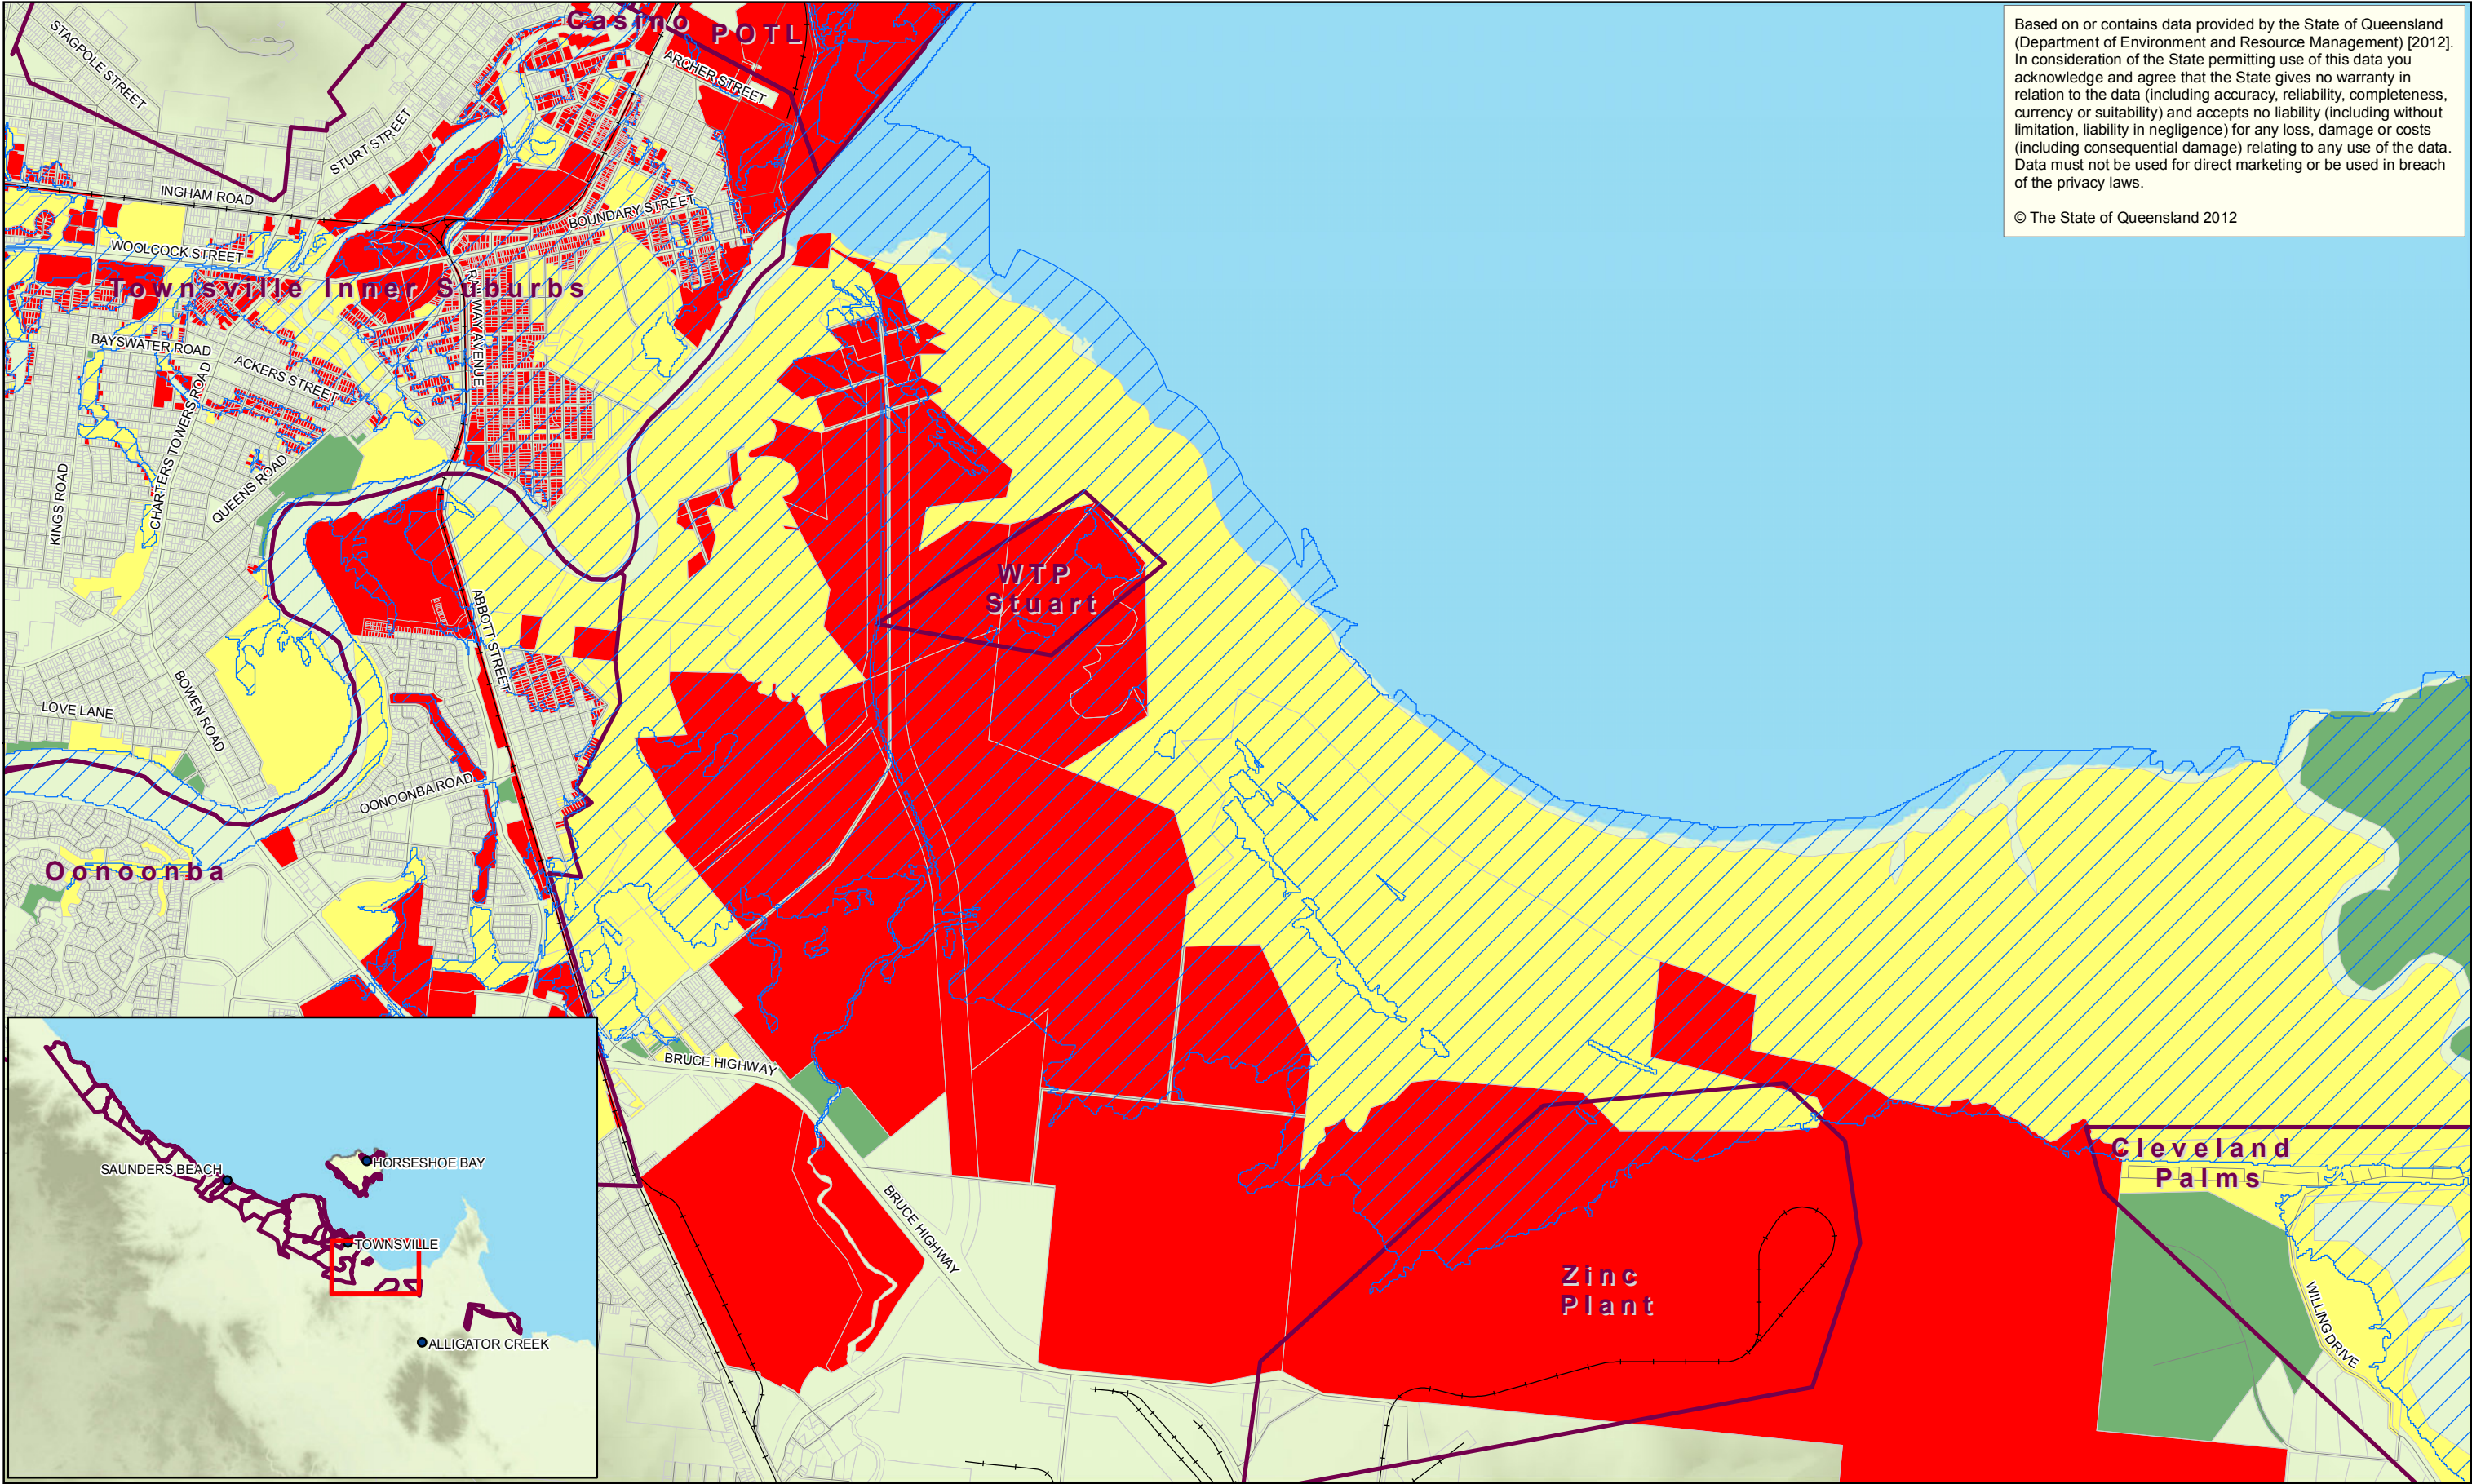 Casino
POTL
Based on or contains data provided by the State of Queensland
(Department of Environment and Resource Management) [2012].
In consideration of the State permitting use of this data you
acknowledge and agree that the State gives no warranty in
relation to the data (including accuracy, reliability, completeness,
currency or suitability) and accepts no liability (including without
limitation, liability in negligence) for any loss, damage or costs
(including consequential damage) relating to any use of the data.
Data must not be used for direct marketing or be used in breach
of the privacy laws.
© The State of Queensland 2012
STAGPOLE STREET
ARCHER STREET
STURT STREET
INGHAM ROAD
BOUNDARY STREET
WOOLCOCK STREET
Townsville Inner Suburbs
RAILWAY AVENUE
BAYSWATER ROAD
ACKERS STREET
CHARTERS TOWERS ROAD
KINGS ROAD
QUEENS ROAD
WTP
Stuart
ABBOTT STREET
BOWEN ROAD
LOVE LANE
OONOONBA ROAD
Oonoonba
BRUCE HIGHWAY
BRUCE HIGHWAY
Cleveland
Palms
Zinc
Plant
WILLING DRIVE
SAUNDERS BEACH
HORSESHOE BAY
TOWNSVILLE
ALLIGATOR CREEK